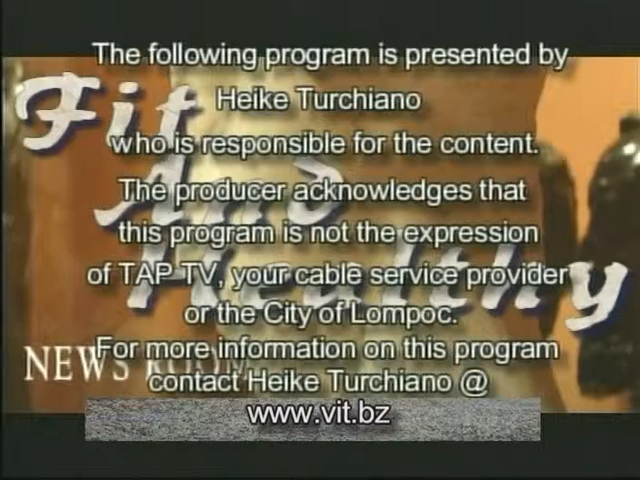 The following program is presented by
Heike Turchiano
who is responsible for the content.
The producer acknowledges that
this program is not the expression
of TAP TV, your cable service provider
or the City of Lompoc.
For more information on this program
contact Heike Turchiano @
www.vit.bz
Fit
And
Healthy
NEWS ROOM